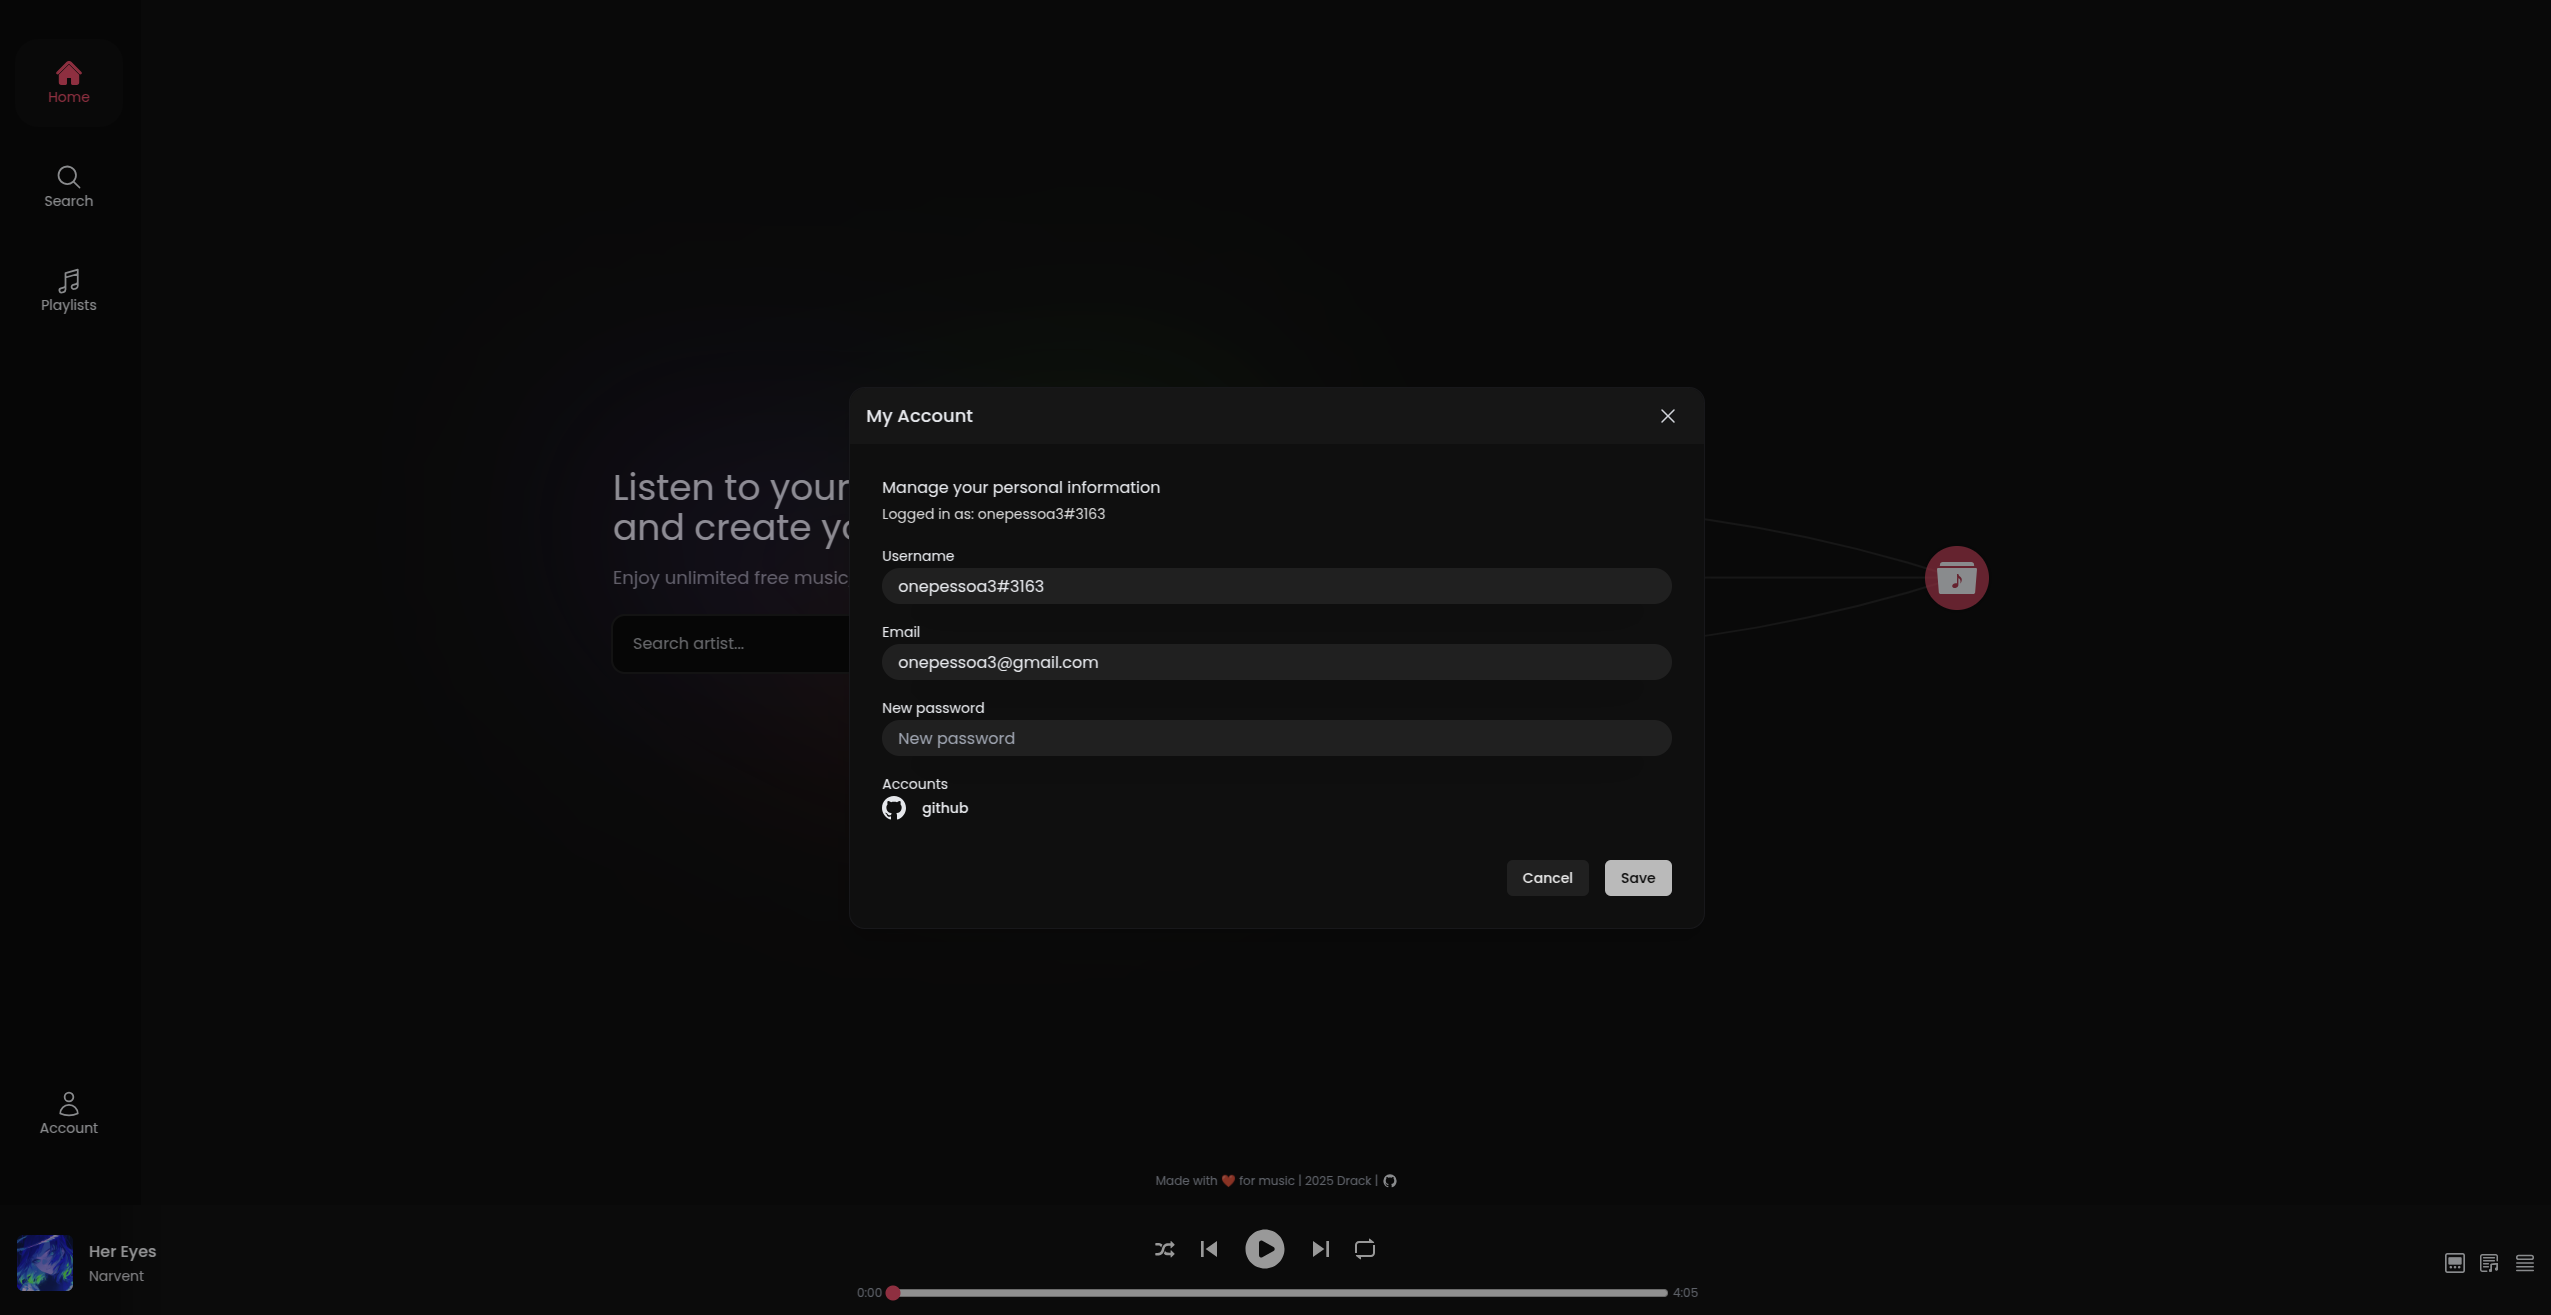 Home
Search
Playlists
Listen to your
and create yo
Enjoy unlimited free music
Search artist...
My Account
Manage your personal information
Logged in as: onepessoa3#3163
Username
onepessoa3#3163
Email
onepessoa3@gmail.com
New password
New password
Accounts
github
Cancel
Save
Account
Made with ❤️ for music | 2025 Drack |
Her Eyes
Narvent
0:00
4:05